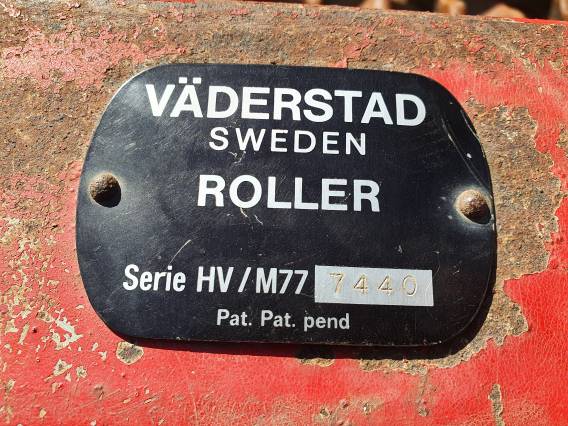 VÄDERSTAD
SWEDEN
ROLLER
Serie HV/M77 7440
Pat. Pat. pend